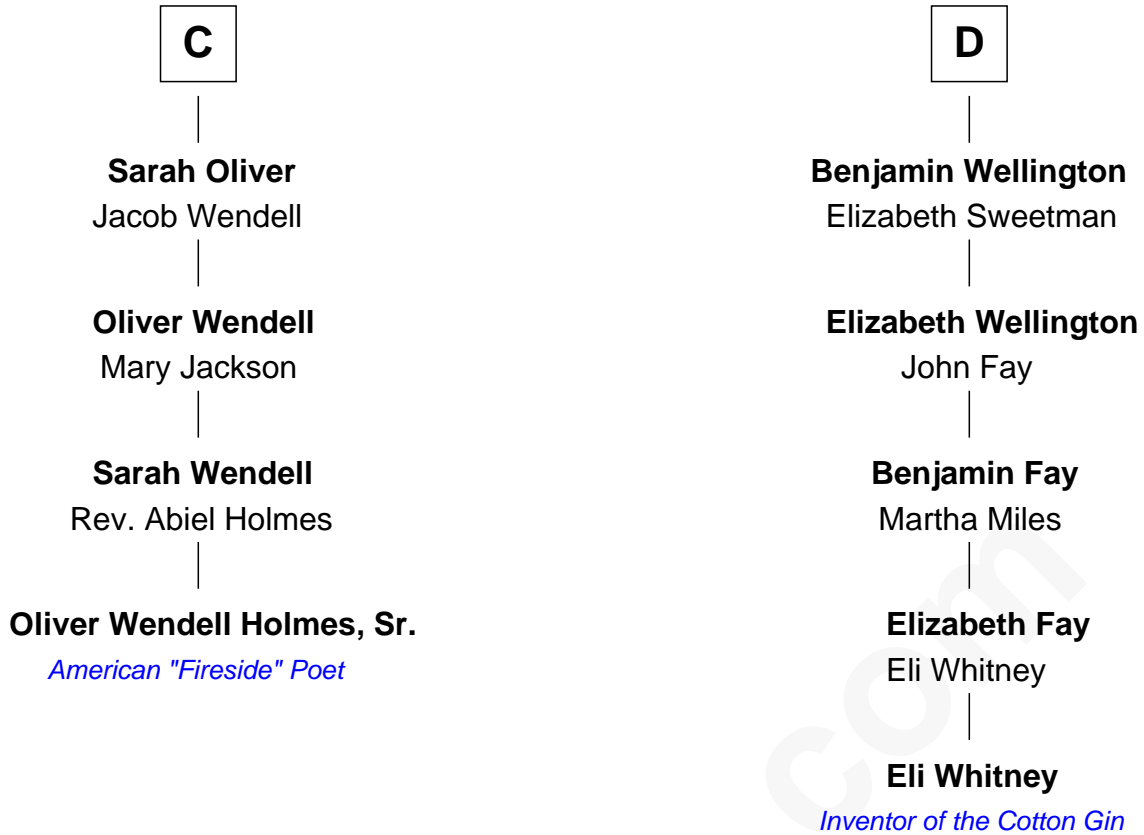 C
Sarah Oliver
Jacob Wendell
Oliver Wendell
Mary Jackson
Sarah Wendell
Rev. Abiel Holmes
Oliver Wendell Holmes, Sr.
American "Fireside" Poet
D
Benjamin Wellington
Elizabeth Sweetman
Elizabeth Wellington
John Fay
Benjamin Fay
Martha Miles
Elizabeth Fay
Eli Whitney
Eli Whitney
Inventor of the Cotton Gin
com